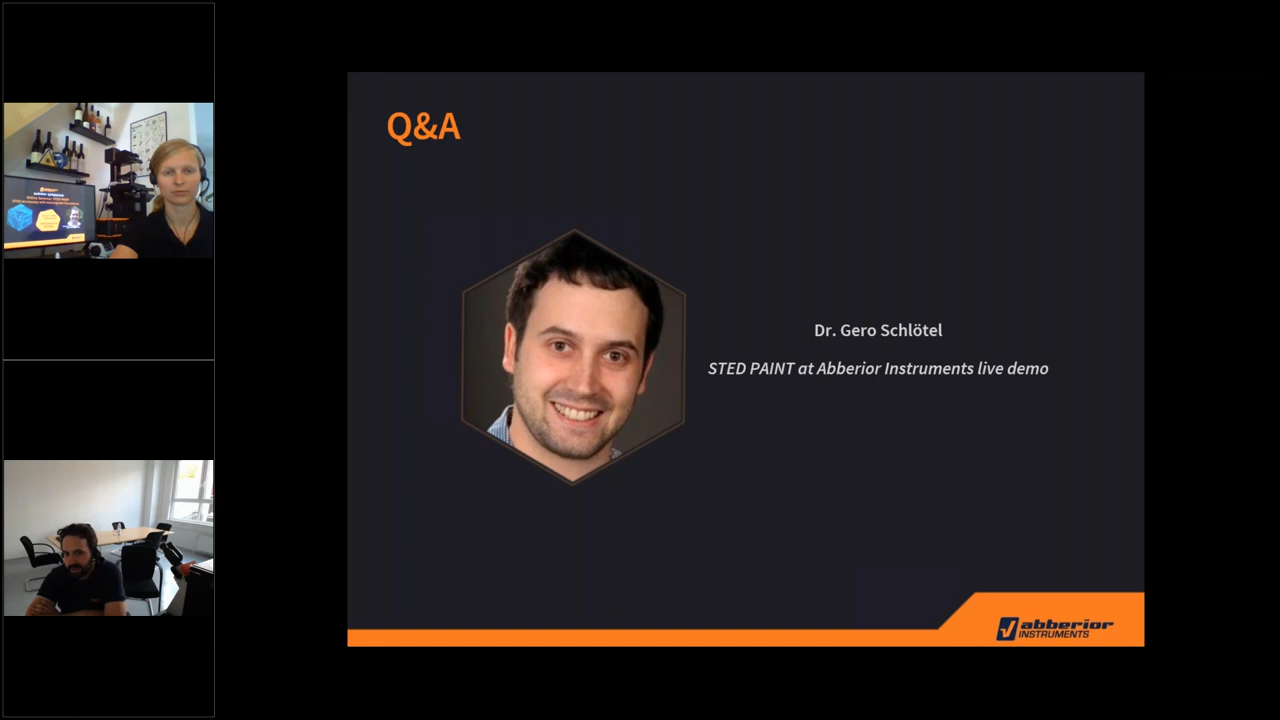 Q&A
Dr. Gero Schlötel
STED PAINT at Abberior Instruments live demo
abberior
INSTRUMENTS